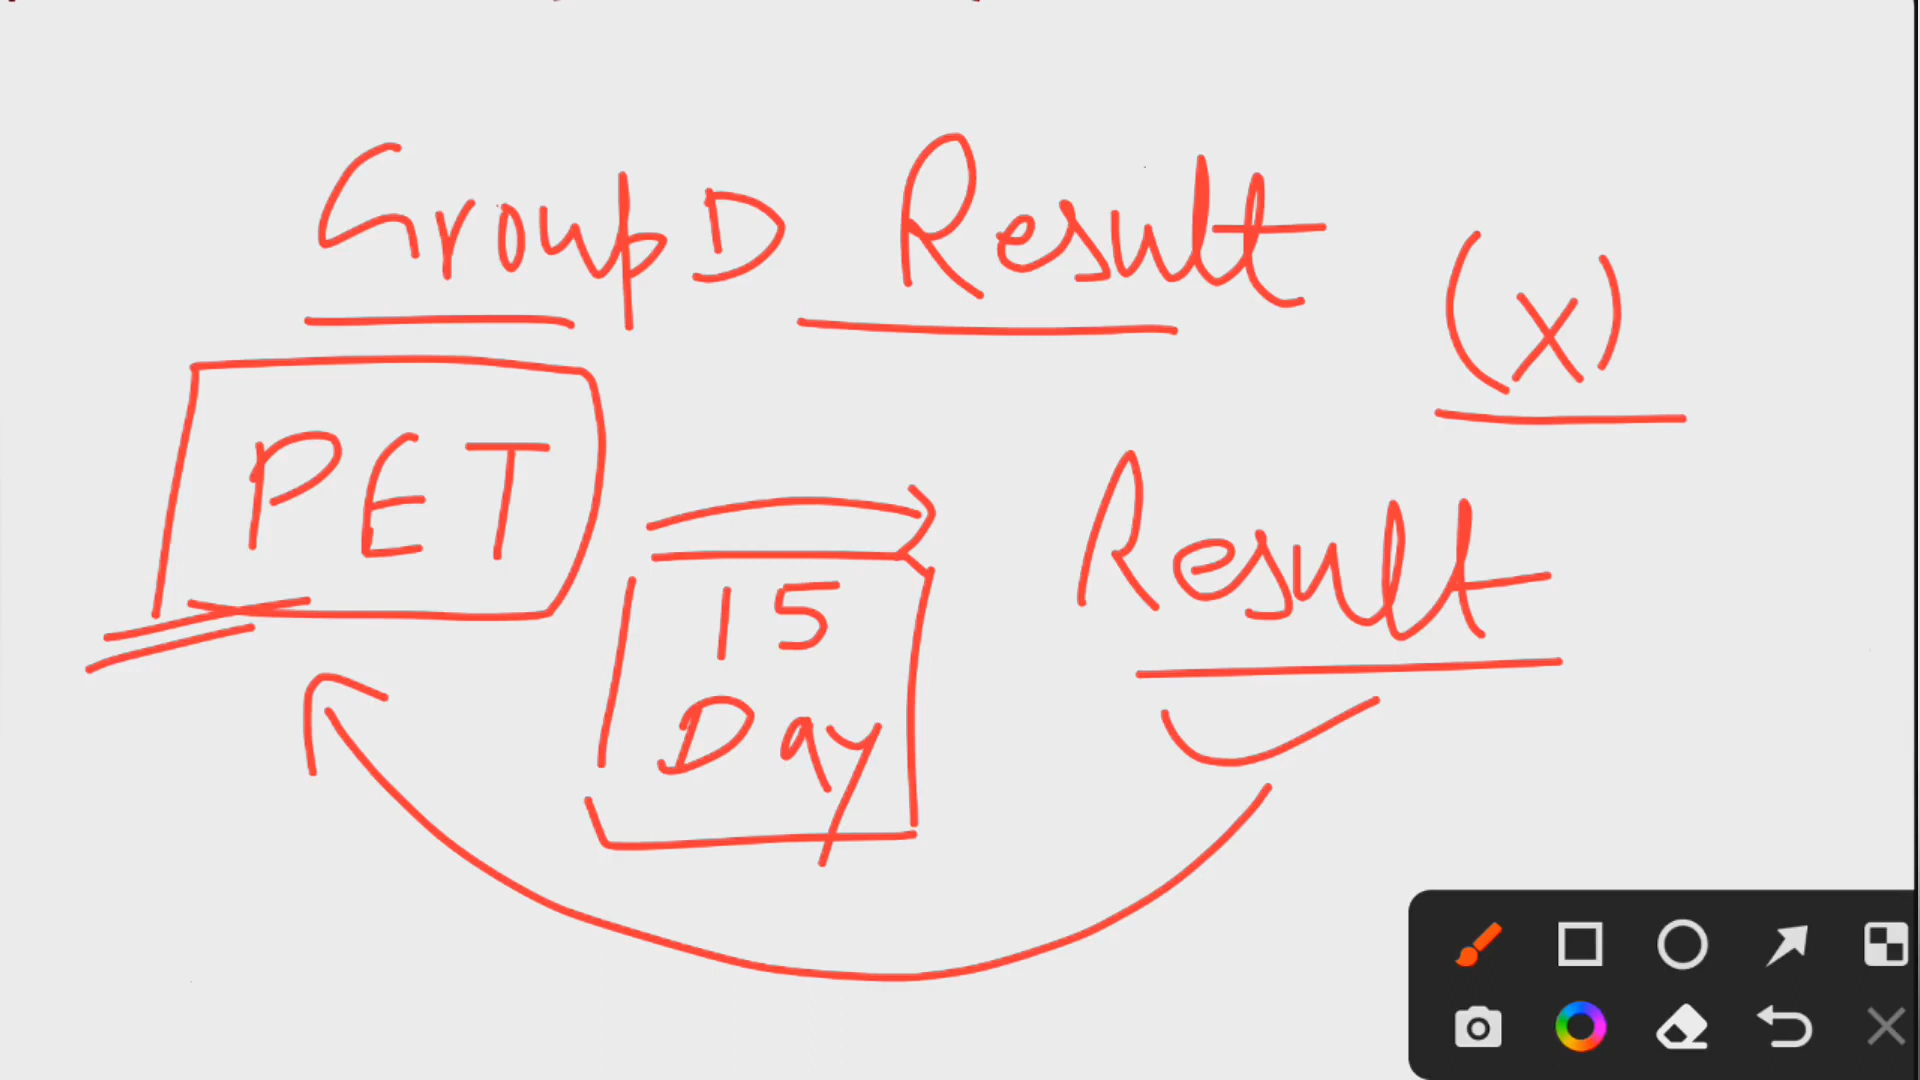 Group D Result
(X)
PET
15
Day
Result